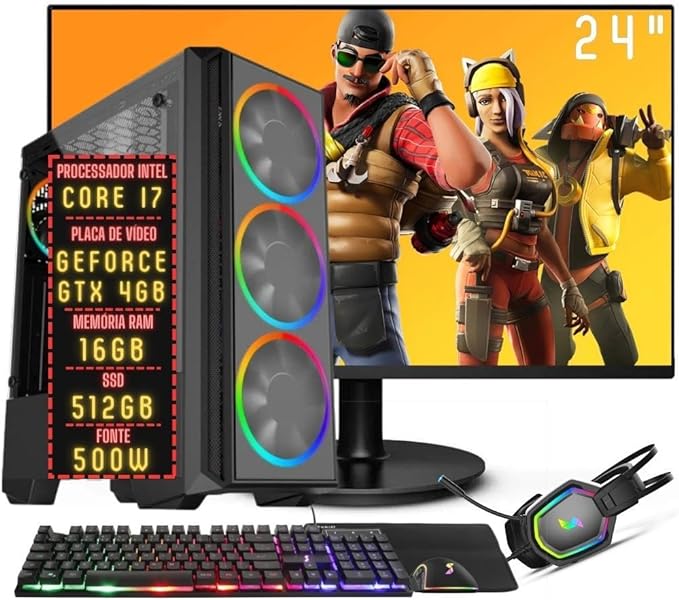 24"
PROCESSADOR INTEL
CORE I7
PLACA DE VÍDEO
GEFORCE
GTX 4GB
MEMÓRIA RAM
16GB
SSD
512GB
FONTE
500W